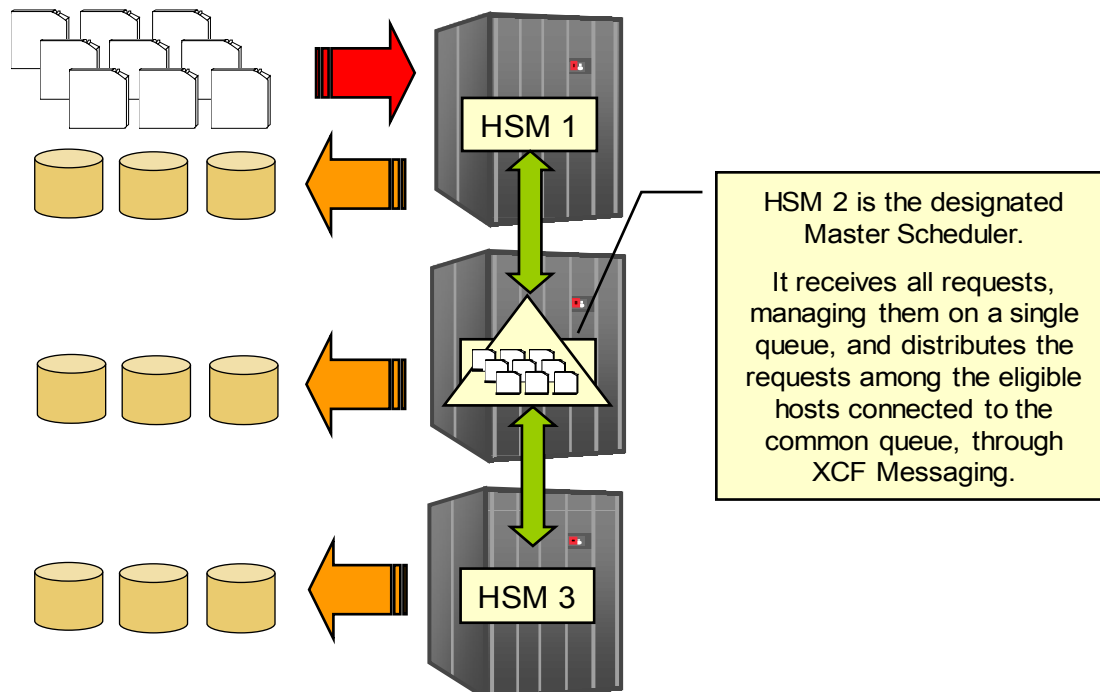 HSM 1
HSM 2 is the designated
Master Scheduler.
It receives all requests,
managing them on a single
queue, and distributes the
requests among the eligible
hosts connected to the
common queue, through
XCF Messaging.
HSM 3